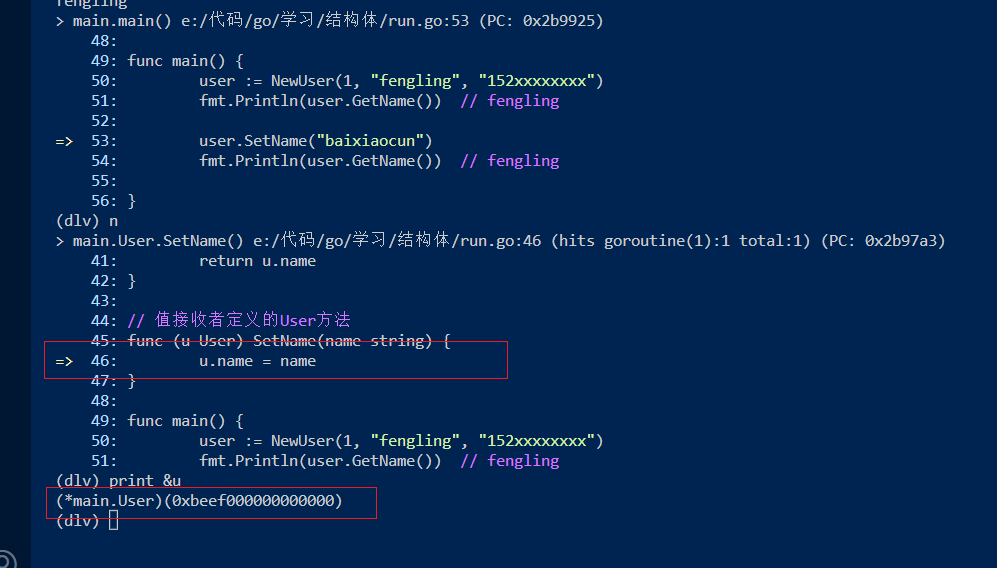 fengling
> main.main() e:/代码/go/学习/结构体/run.go:53 (PC: 0x2b9925)
48:
49: func main() {
50: user := NewUser(1, "fengling", "152xxxxxxxx")
51: fmt.Println(user.GetName()) // fengling
52:
=> 53: user.SetName("baixiaocun")
54: fmt.Println(user.GetName()) // fengling
55:
56: }
(dlv) n
> main.User.SetName() e:/代码/go/学习/结构体/run.go:46 (hits goroutine(1):1 total:1) (PC: 0x2b97a3)
41: return u.name
42: }
43:
44: // 值接收者定义的User方法
45: func (u User) SetName(name string) {
=> 46: u.name = name
47: }
48:
49: func main() {
50: user := NewUser(1, "fengling", "152xxxxxxxx")
51: fmt.Println(user.GetName()) // fengling
(dlv) print &u
(*main.User)(0xbeef000000000000)
(dlv)